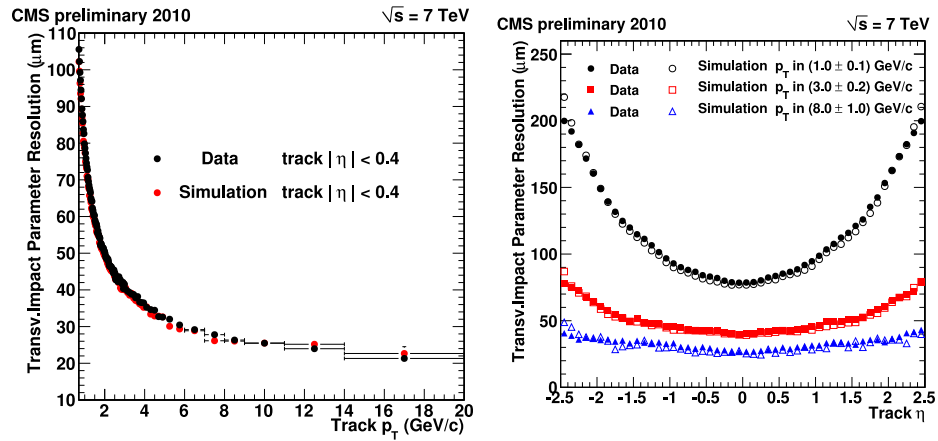 CMS preliminary 2010 √s = 7 TeV
Transv.Impact Parameter Resolution (μm)
110
100
90
80
70
60
50
40
30
20
10
Data track | η | < 0.4
Simulation track | η | < 0.4
2 4 6 8 10 12 14 16 18 20
Track pT (GeV/c)
CMS preliminary 2010 √s = 7 TeV
Transv.Impact Parameter Resolution (μm)
250
200
150
100
50
0
Data Simulation pT in (1.0 ± 0.1) GeV/c
Data Simulation pT in (3.0 ± 0.2) GeV/c
Data Simulation pT in (8.0 ± 1.0) GeV/c
-2.5 -2 -1.5 -1 -0.5 0 0.5 1 1.5 2 2.5
Track η